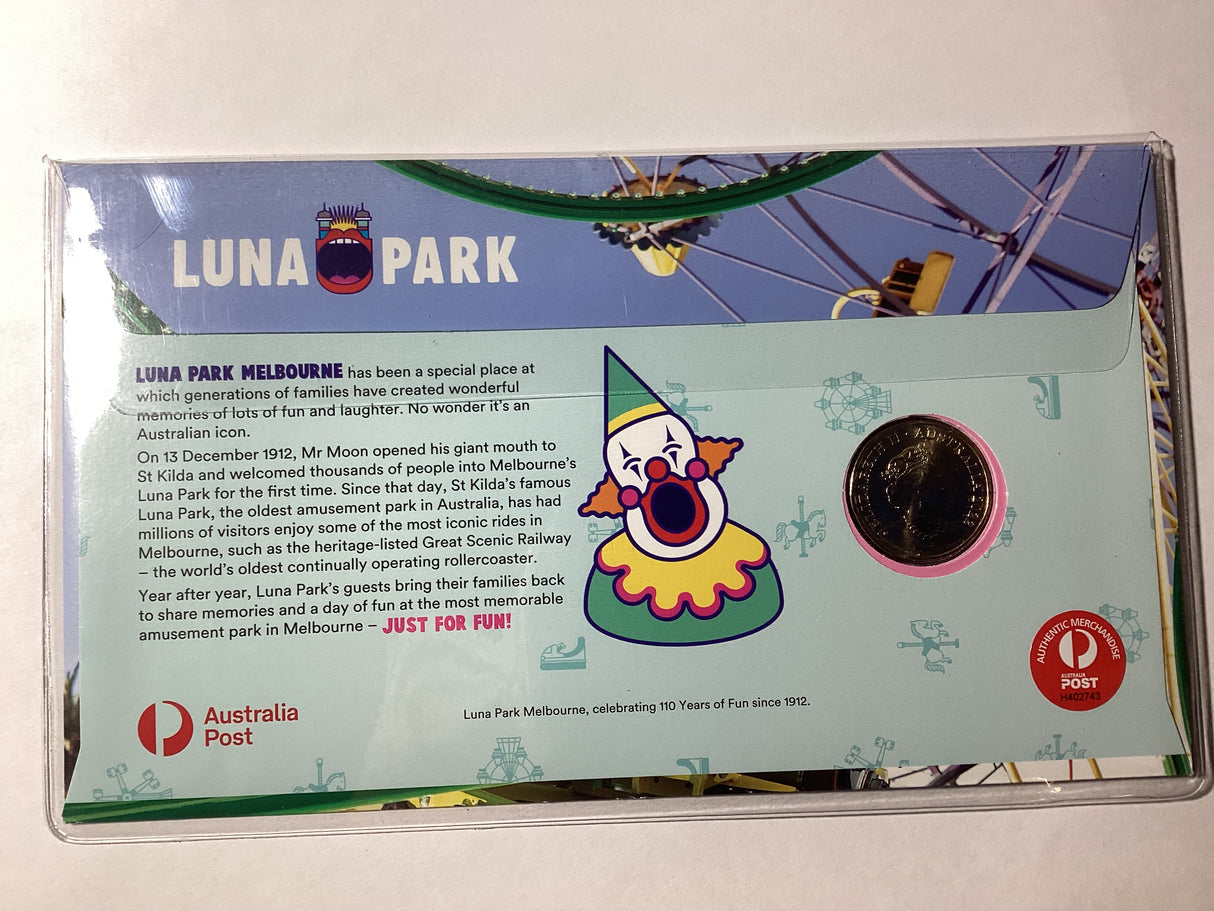 LUNA PARK
LUNA PARK MELBOURNE has been a special place at
which generations of families have created wonderful
memories of lots of fun and laughter. No wonder it's an
Australian icon.
On 13 December 1912, Mr Moon opened his giant mouth to
St Kilda and welcomed thousands of people into Melbourne's
Luna Park for the first time. Since that day, St Kilda's famous
Luna Park, the oldest amusement park in Australia, has had
millions of visitors enjoy some of the most iconic rides in
Melbourne, such as the heritage-listed Great Scenic Railway
– the world's oldest continually operating rollercoaster.
Year after year, Luna Park's guests bring their families back
to share memories and a day of fun at the most memorable
amusement park in Melbourne – JUST FOR FUN!
ELIZABETH II • AUSTRALIA
AUTHENTIC MERCHANDISE
AUSTRALIA
POST
H402743
Australia
Post
Luna Park Melbourne, celebrating 110 Years of Fun since 1912.